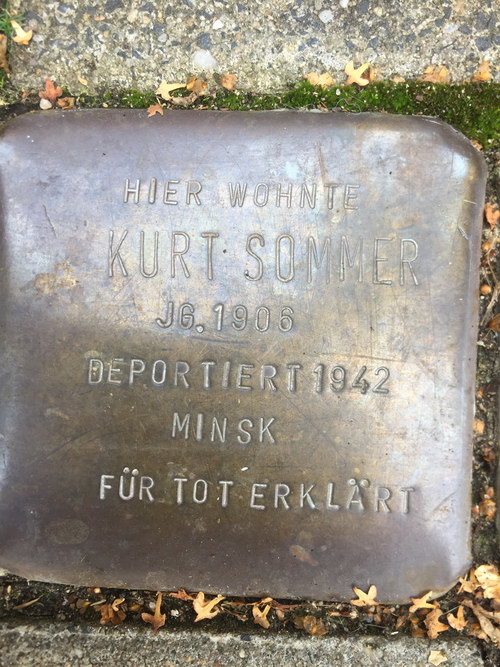 HIER WOHNTE
KURT SOMMER
JG. 1906
DEPORTIERT 1942
MINSK
FÜR TOT ERKLÄRT